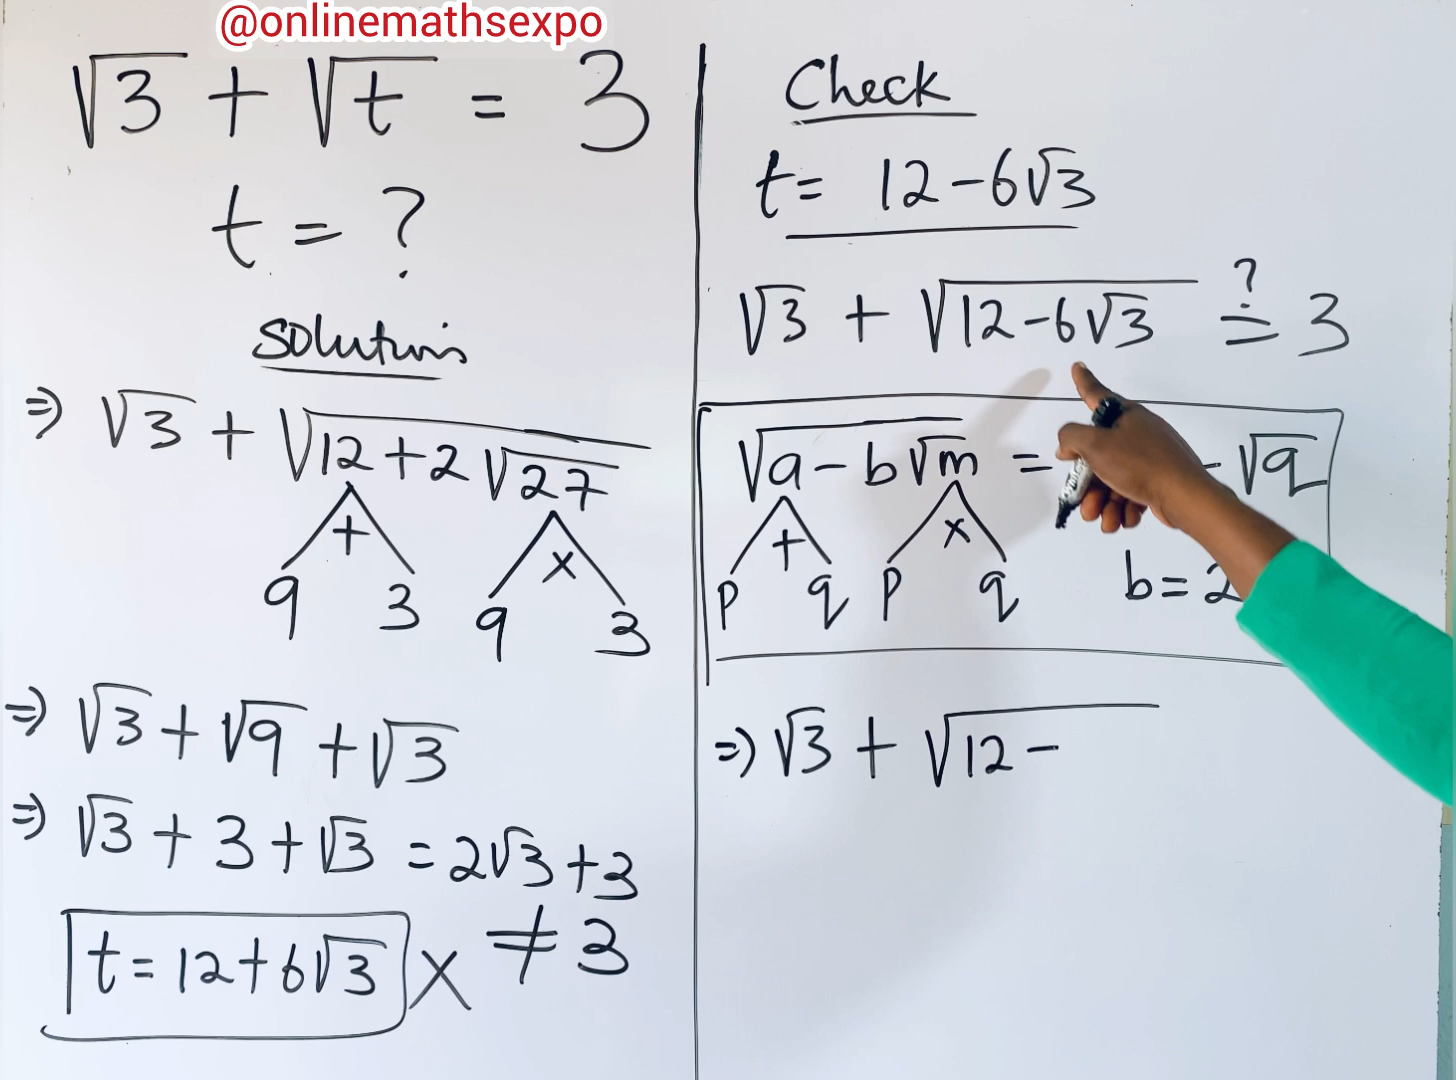 @onlinemathsexpo
√3 + √t = 3
t = ?
Solution
⇒ √3 + √(12+2√27)
+ ×
9 3 9 3
⇒ √3 + √9 + √3
⇒ √3 + 3 + √3 = 2√3 + 3
≠ 3
t = 12 + 6√3 X
Check
t = 12 - 6√3
√3 + √(12 - 6√3) ≟ 3
√(a - b√m) = - √q
+ ×
p q p q b = 2
⇒ √3 + √12 -